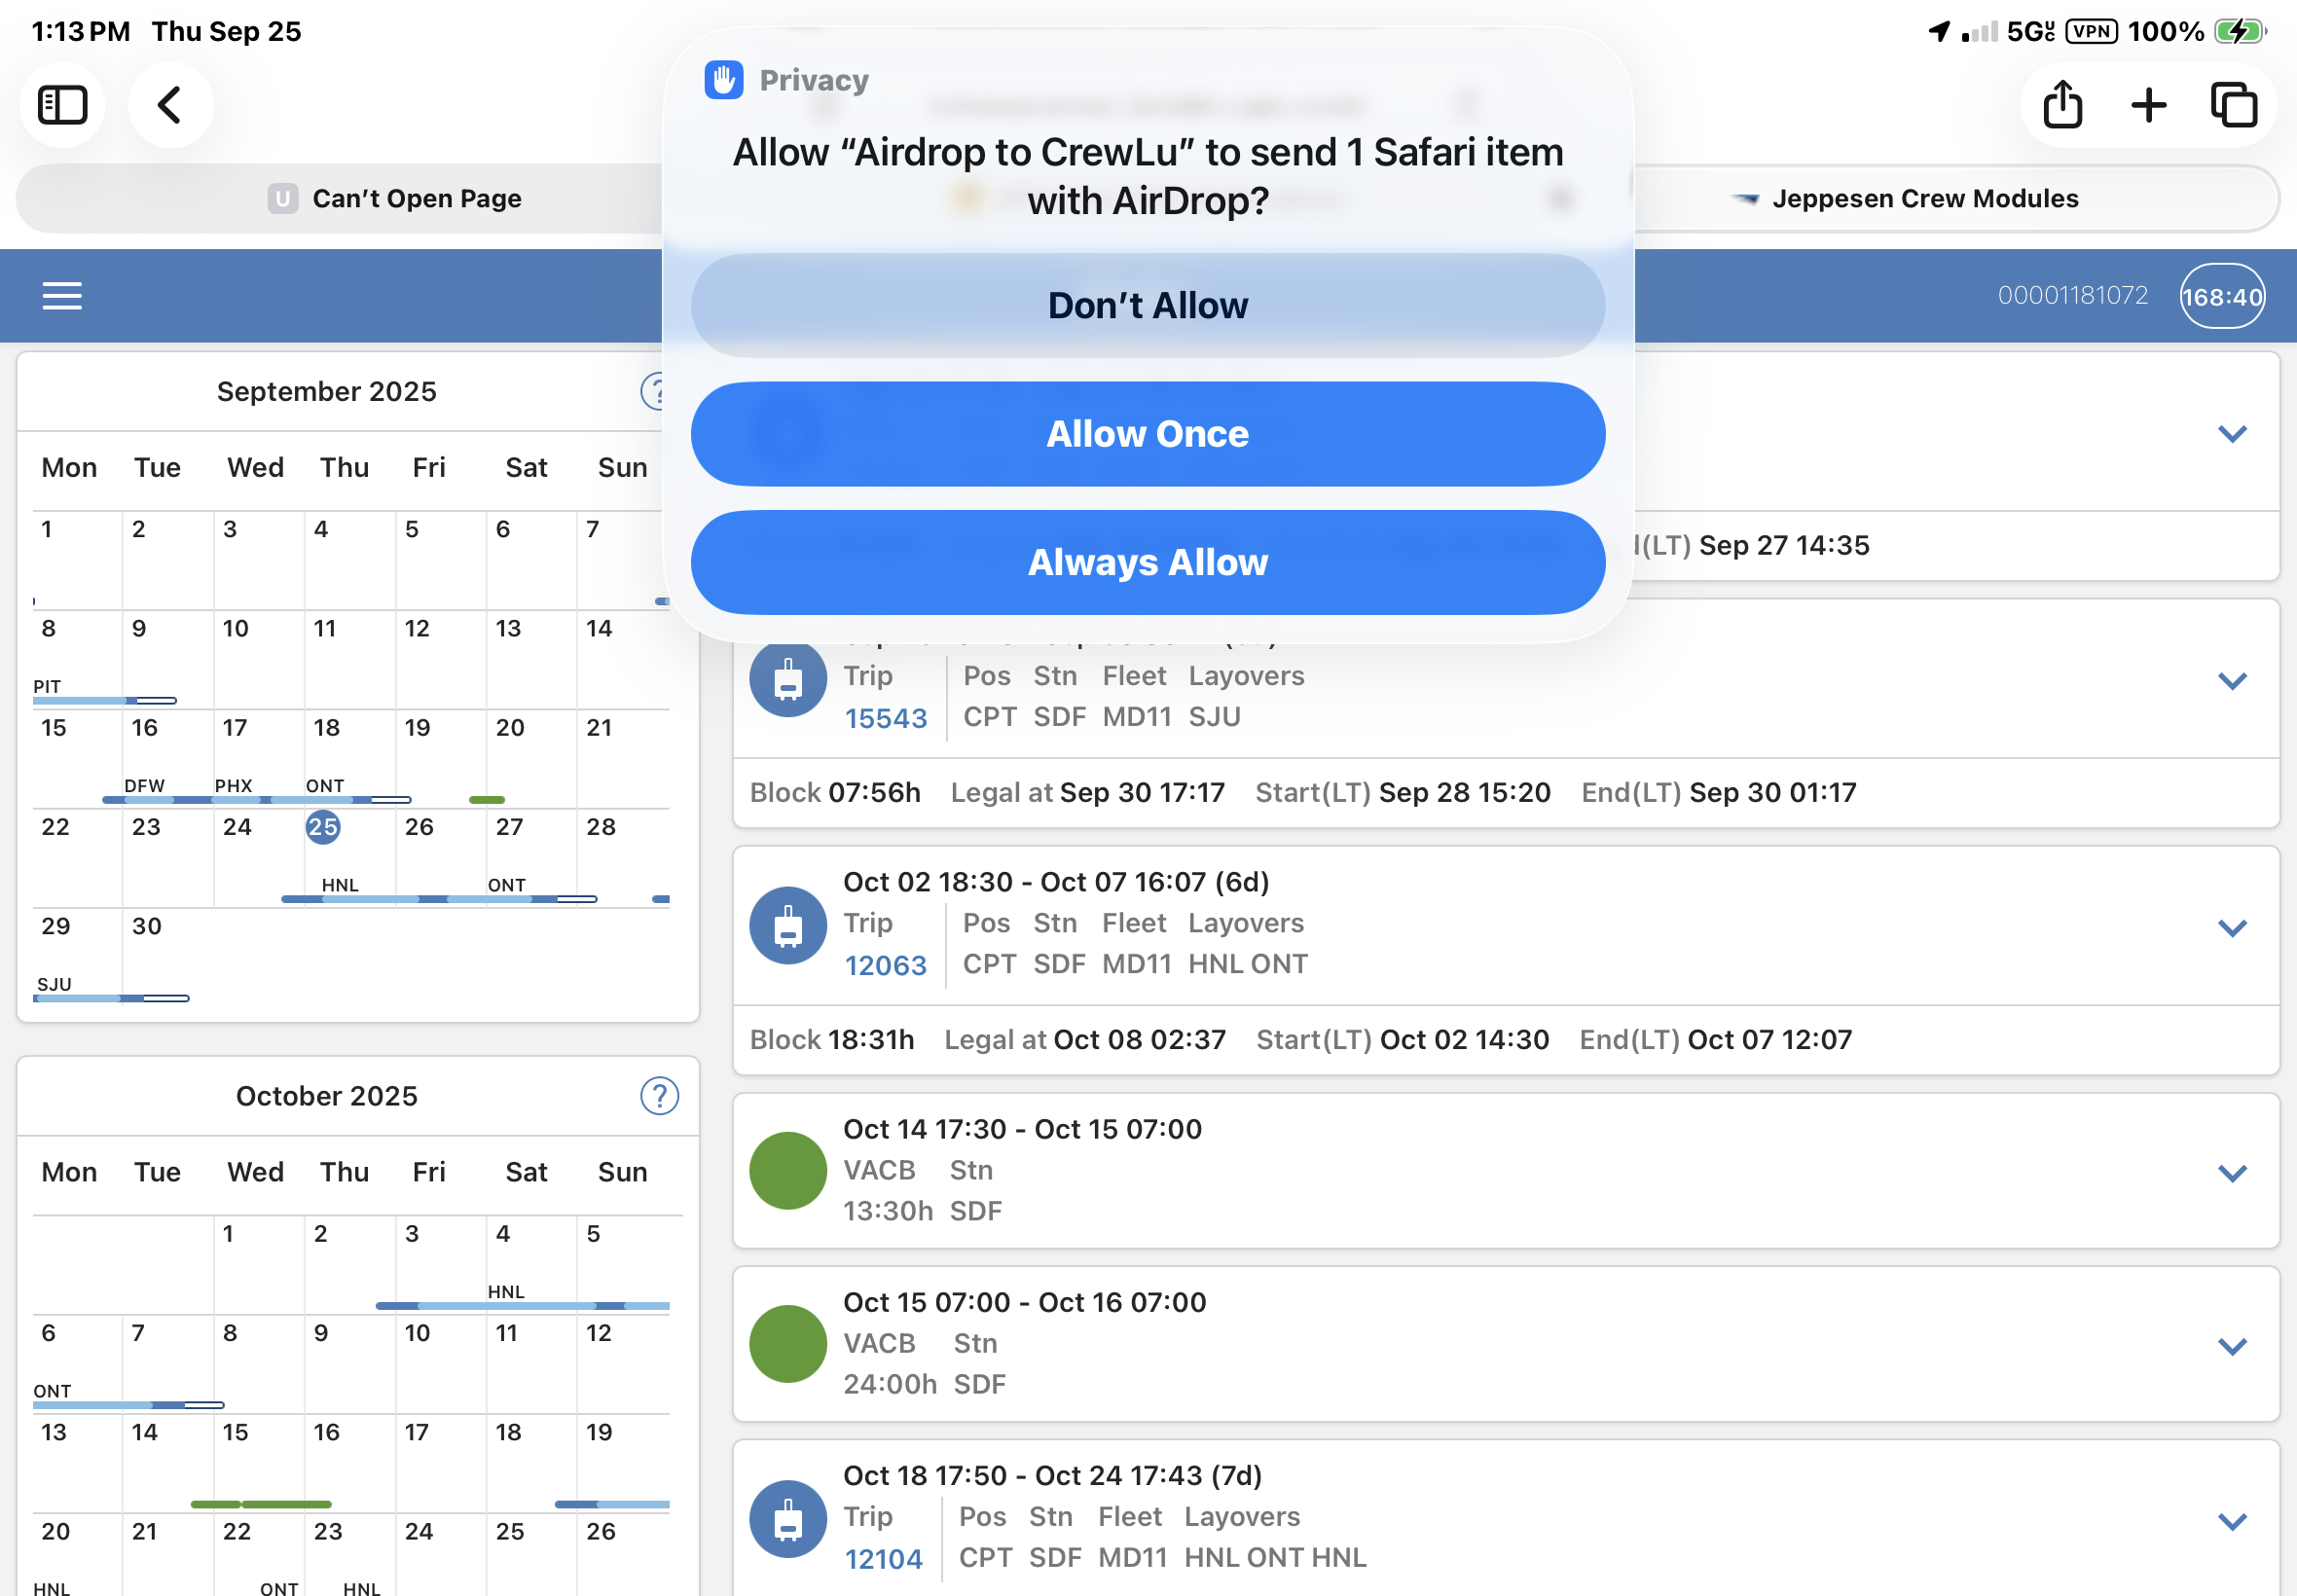 1:13 PM Thu Sep 25
5G VPN 100%
Privacy
Allow “Airdrop to CrewLu” to send 1 Safari item
with AirDrop?
Don’t Allow
Allow Once
Always Allow
U Can’t Open Page
Jeppesen Crew Modules
00001181072 168:40
September 2025 ?
Mon Tue Wed Thu Fri Sat Sun
1 2 3 4 5 6 7
8 9 10 11 12 13 14
PIT
15 16 17 18 19 20 21
DFW PHX ONT
22 23 24 25 26 27 28
HNL ONT
29 30
SJU
October 2025 ?
Mon Tue Wed Thu Fri Sat Sun
1 2 3 4 5
HNL
6 7 8 9 10 11 12
ONT
13 14 15 16 17 18 19
20 21 22 23 24 25 26
HNL ONT HNL
(LT) Sep 27 14:35
Trip Pos Stn Fleet Layovers
15543 CPT SDF MD11 SJU
Block 07:56h Legal at Sep 30 17:17 Start(LT) Sep 28 15:20 End(LT) Sep 30 01:17
Oct 02 18:30 - Oct 07 16:07 (6d)
Trip Pos Stn Fleet Layovers
12063 CPT SDF MD11 HNL ONT
Block 18:31h Legal at Oct 08 02:37 Start(LT) Oct 02 14:30 End(LT) Oct 07 12:07
Oct 14 17:30 - Oct 15 07:00
VACB Stn
13:30h SDF
Oct 15 07:00 - Oct 16 07:00
VACB Stn
24:00h SDF
Oct 18 17:50 - Oct 24 17:43 (7d)
Trip Pos Stn Fleet Layovers
12104 CPT SDF MD11 HNL ONT HNL